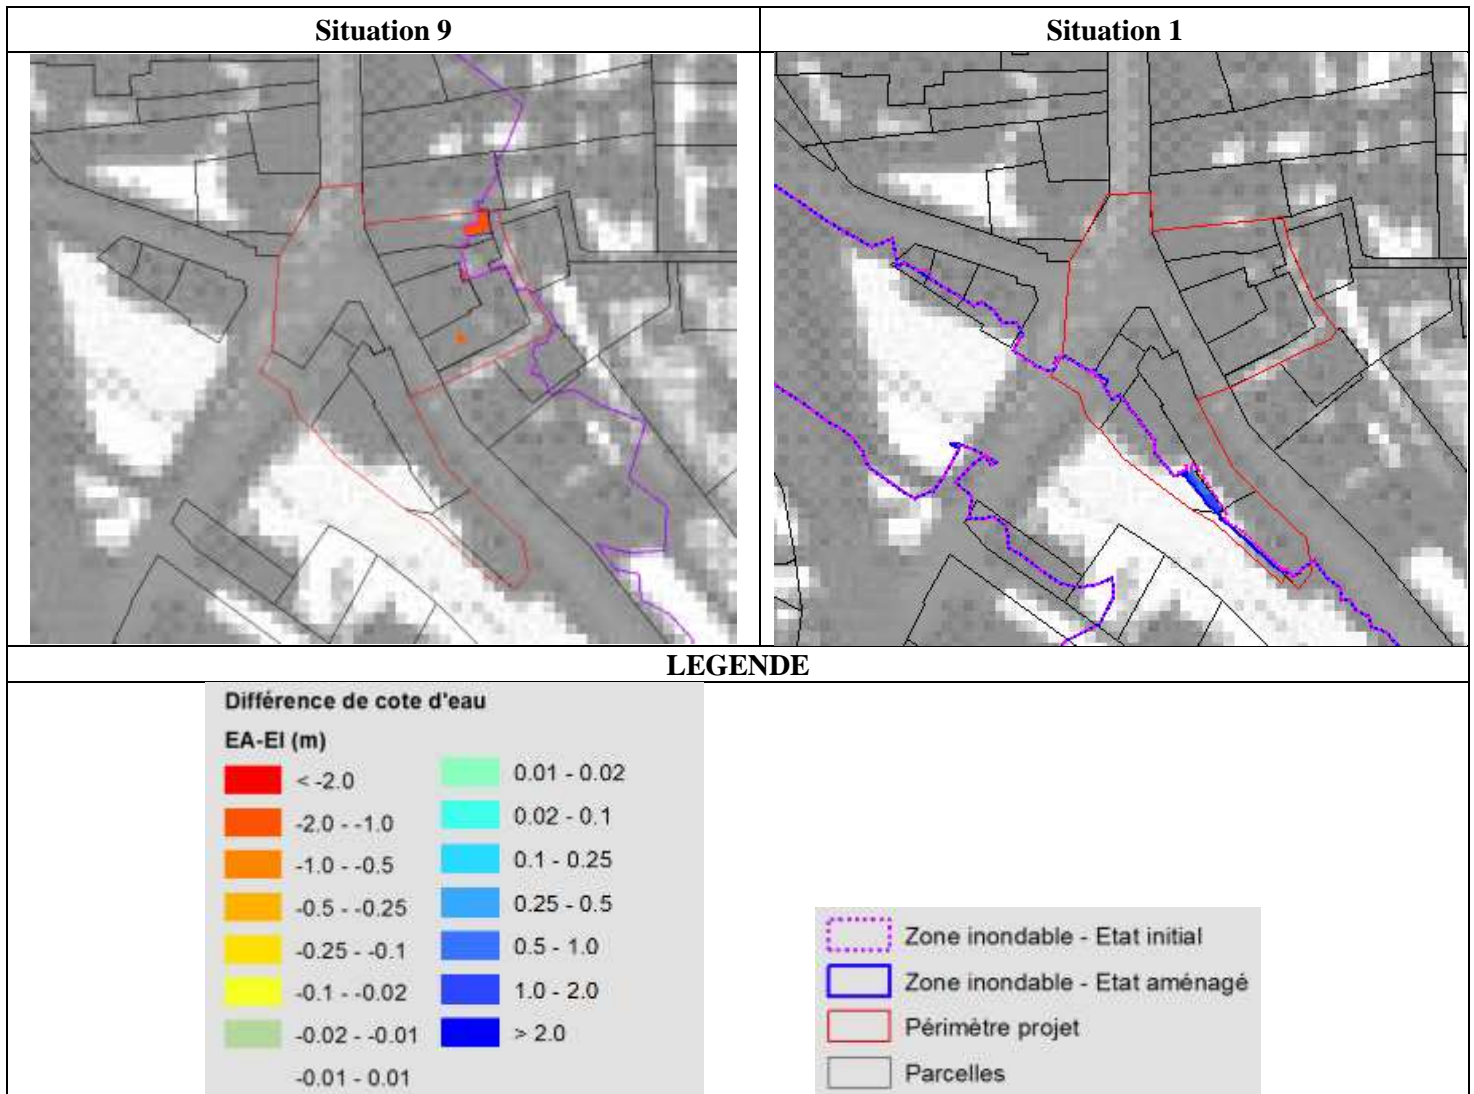 Situation 9
Situation 1
LEGENDE
Différence de cote d'eau
EA-EI (m)
< -2.0
-2.0 - -1.0
-1.0 - -0.5
-0.5 - -0.25
-0.25 - -0.1
-0.1 - -0.02
-0.02 - -0.01
-0.01 - 0.01
0.01 - 0.02
0.02 - 0.1
0.1 - 0.25
0.25 - 0.5
0.5 - 1.0
1.0 - 2.0
> 2.0
Zone inondable - Etat initial
Zone inondable - Etat aménagé
Périmètre projet
Parcelles